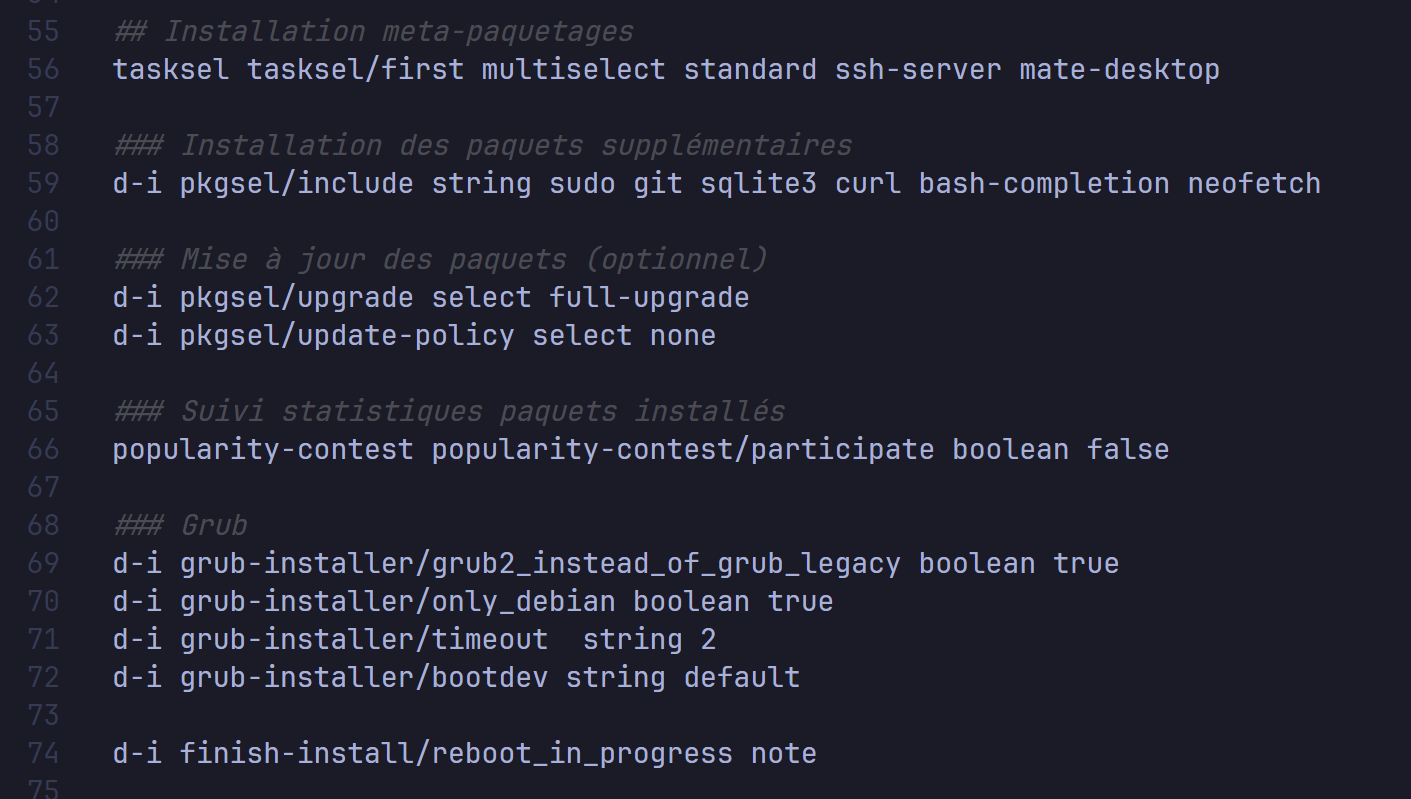 55 ## Installation meta-paquetages
56 tasksel tasksel/first multiselect standard ssh-server mate-desktop
57
58 ### Installation des paquets supplémentaires
59 d-i pkgsel/include string sudo git sqlite3 curl bash-completion neofetch
60
61 ### Mise à jour des paquets (optionnel)
62 d-i pkgsel/upgrade select full-upgrade
63 d-i pkgsel/update-policy select none
64
65 ### Suivi statistiques paquets installés
66 popularity-contest popularity-contest/participate boolean false
67
68 ### Grub
69 d-i grub-installer/grub2_instead_of_grub_legacy boolean true
70 d-i grub-installer/only_debian boolean true
71 d-i grub-installer/timeout  string 2
72 d-i grub-installer/bootdev string default
73
74 d-i finish-install/reboot_in_progress note
75